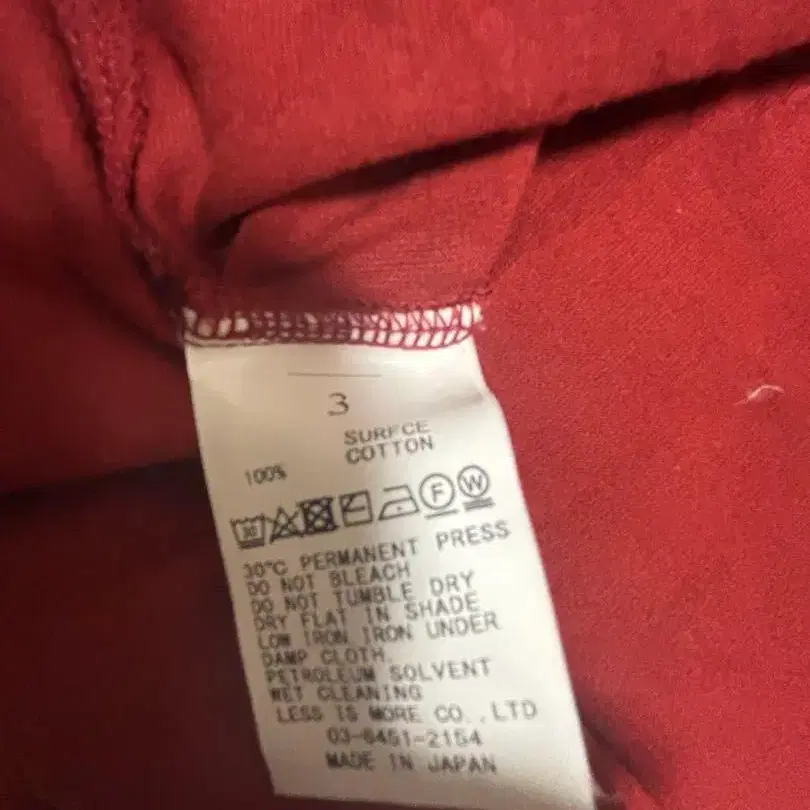 3
SURFCE
100% COTTON
30 F W
30°C PERMANENT PRESS
DO NOT BLEACH
DO NOT TUMBLE DRY
DRY FLAT IN SHADE
LOW IRON,IRON UNDER
DAMP CLOTH.
PETROLEUM SOLVENT
WET CLEANING
LESS IS MORE CO.,LTD
03-6451-2154
MADE IN JAPAN